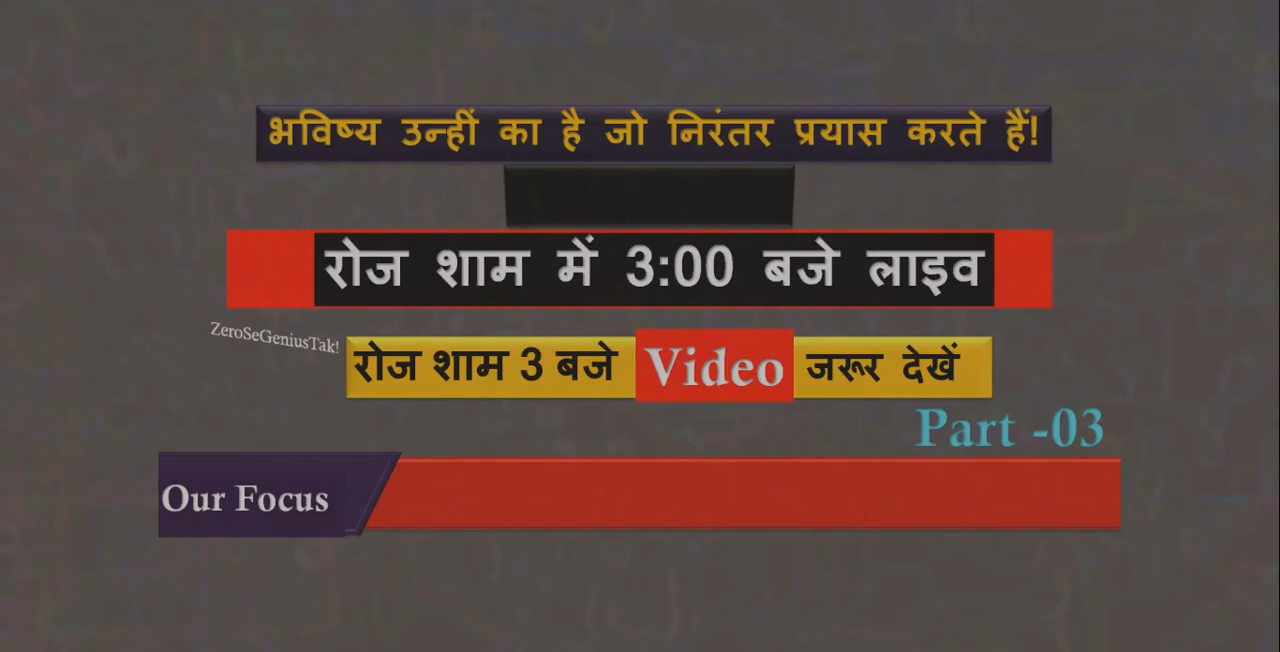 भविष्य उन्हीं का है जो निरंतर प्रयास करते हैं!
रोज शाम में 3:00 बजे लाइव
ZeroSeGeniusTak!
रोज शाम 3 बजे Video जरूर देखें
Part -03
Our Focus